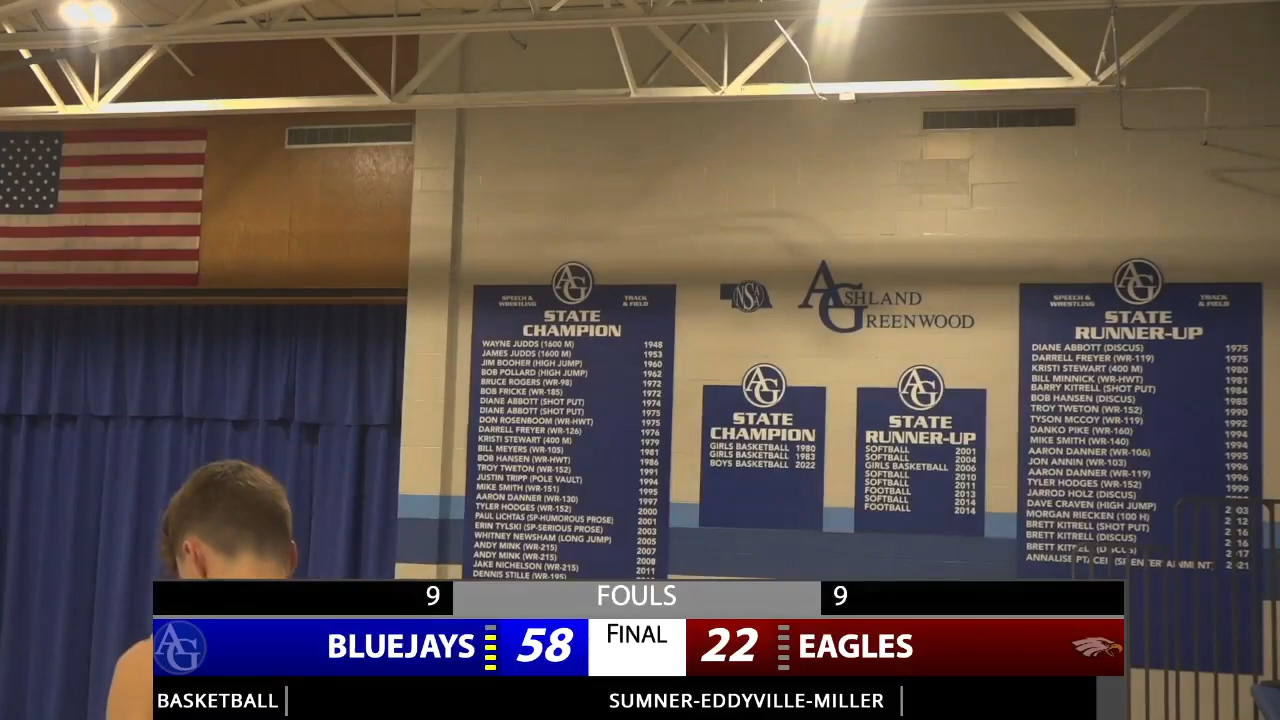 NSAA
ASHLAND
GREENWOOD
AG
SPEECH & WRESTLING
TRACK & FIELD
STATE
CHAMPION
WAYNE JUDDS (1600 M) 1948
JAMES JUDDS (1600 M) 1953
JIM BOOHER (HIGH JUMP) 1960
BOB POLLARD (HIGH JUMP) 1962
BRUCE ROGERS (WR-98) 1972
BOB FRICKE (WR-185) 1972
DIANE ABBOTT (SHOT PUT) 1974
DIANE ABBOTT (SHOT PUT) 1975
DON ROSENBOOM (WR-HWT) 1975
DARRELL FREYER (WR-126) 1976
KRISTI STEWART (400 M) 1979
BILL MEYERS (WR-105) 1981
BOB HANSEN (WR-HWT) 1986
TROY TWETON (WR-152) 1991
JUSTIN TRIPP (POLE VAULT) 1994
MIKE SMITH (WR-151) 1995
AARON DANNER (WR-130) 1997
TYLER HODGES (WR-152) 2000
PAUL LICHTAS (SP-HUMOROUS PROSE) 2001
ERIN TYLSKI (SP-SERIOUS PROSE) 2003
WHITNEY NEWSHAM (LONG JUMP) 2005
ANDY MINK (WR-215) 2007
ANDY MINK (WR-215) 2008
JAKE NICHELSON (WR-215) 2011
DENNIS STILLE (WR-195)
AG
STATE
CHAMPION
GIRLS BASKETBALL 1980
GIRLS BASKETBALL 1983
BOYS BASKETBALL 2022
AG
STATE
RUNNER-UP
SOFTBALL 2001
SOFTBALL 2004
GIRLS BASKETBALL 2006
SOFTBALL 2010
SOFTBALL 2011
FOOTBALL 2013
SOFTBALL 2014
FOOTBALL 2014
AG
SPEECH & WRESTLING
TRACK & FIELD
STATE
RUNNER-UP
DIANE ABBOTT (DISCUS) 1975
DARRELL FREYER (WR-119) 1975
KRISTI STEWART (400 M) 1980
BILL MINNICK (WR-HWT) 1981
BARRY KITRELL (SHOT PUT) 1984
BOB HANSEN (DISCUS) 1985
TROY TWETON (WR-152) 1990
TYSON MCCOY (WR-119) 1992
DANKO PIKE (WR-160) 1994
MIKE SMITH (WR-140) 1994
AARON DANNER (WR-106) 1995
JON ANNIN (WR-103) 1996
AARON DANNER (WR-119) 1996
TYLER HODGES (WR-152) 1999
JARROD HOLZ (DISCUS)
DAVE CRAVEN (HIGH JUMP)
MORGAN RIECKEN (100 H)
BRETT KITRELL (SHOT PUT)
BRETT KITRELL (DISCUS)
BRETT KITRELL (DISCUS)
ANNALISE PTACEK (SP-ENTERTAINMENT) 2021
9 FOULS 9
AG BLUEJAYS 58 FINAL 22 EAGLES
BASKETBALL SUMNER-EDDYVILLE-MILLER